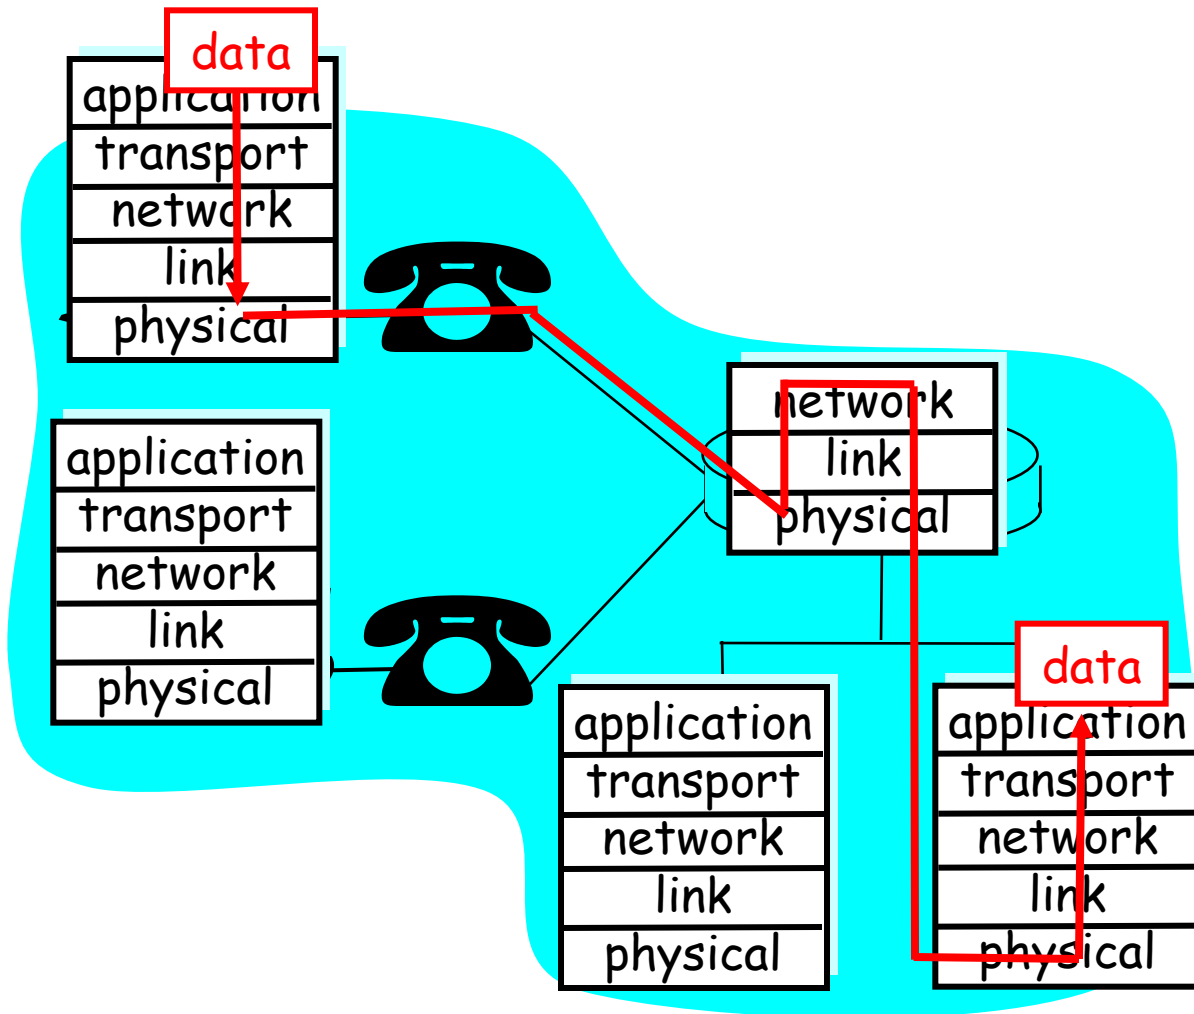 data
application
transport
network
link
physical
application
transport
network
link
physical
network
link
physical
application
transport
network
link
physical
data
application
transport
network
link
physical